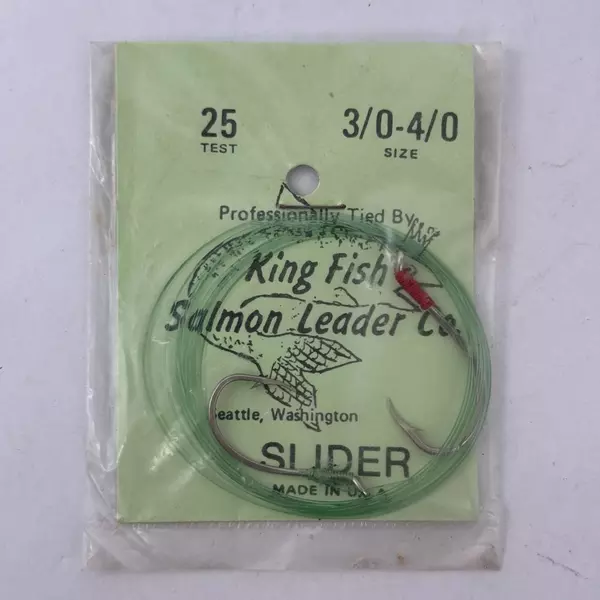 25 3/0-4/0
TEST SIZE
Professionally Tied By
King Fisher
Salmon Leader Co.
Seattle, Washington
SLIDER
MADE IN U.S.A.